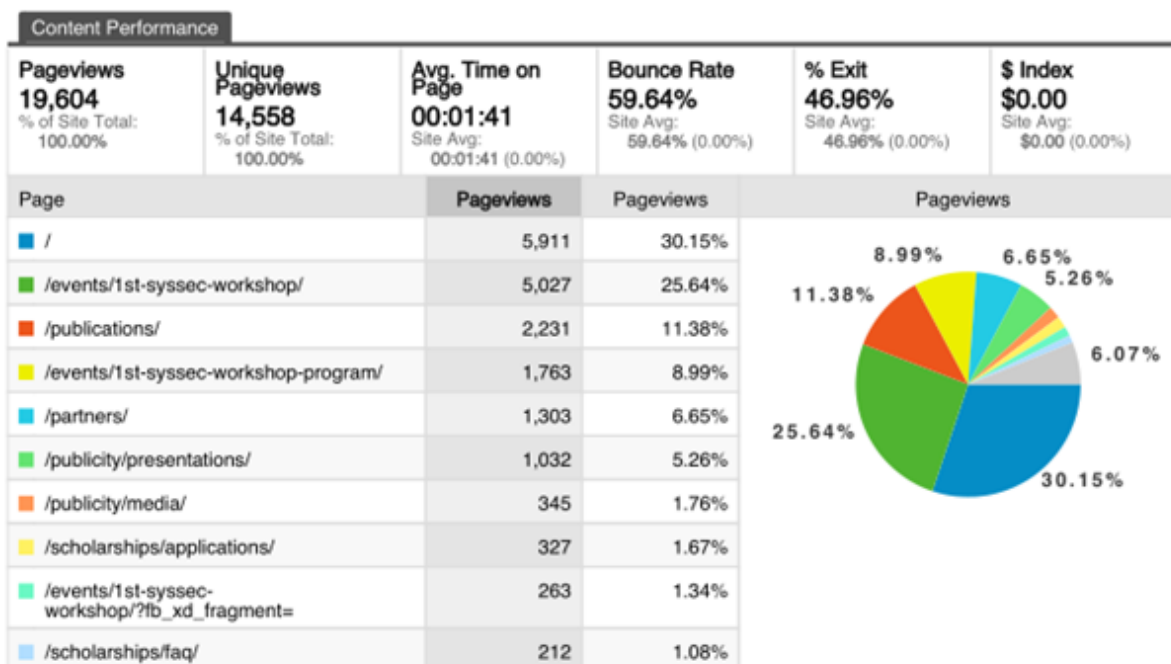 Content Performance
Pageviews
19,604
% of Site Total:
100.00%
Unique
Pageviews
14,558
% of Site Total:
100.00%
Avg. Time on
Page
00:01:41
Site Avg:
00:01:41 (0.00%)
Bounce Rate
59.64%
Site Avg:
59.64% (0.00%)
% Exit
46.96%
Site Avg:
46.96% (0.00%)
$ Index
$0.00
Site Avg:
$0.00 (0.00%)
Page Pageviews Pageviews Pageviews
/ 5,911 30.15%
/events/1st-syssec-workshop/ 5,027 25.64%
/publications/ 2,231 11.38%
/events/1st-syssec-workshop-program/ 1,763 8.99%
/partners/ 1,303 6.65%
/publicity/presentations/ 1,032 5.26%
/publicity/media/ 345 1.76%
/scholarships/applications/ 327 1.67%
/events/1st-syssec-
workshop/?fb_xd_fragment= 263 1.34%
/scholarships/faq/ 212 1.08%
8.99%
6.65%
5.26%
11.38%
6.07%
25.64%
30.15%